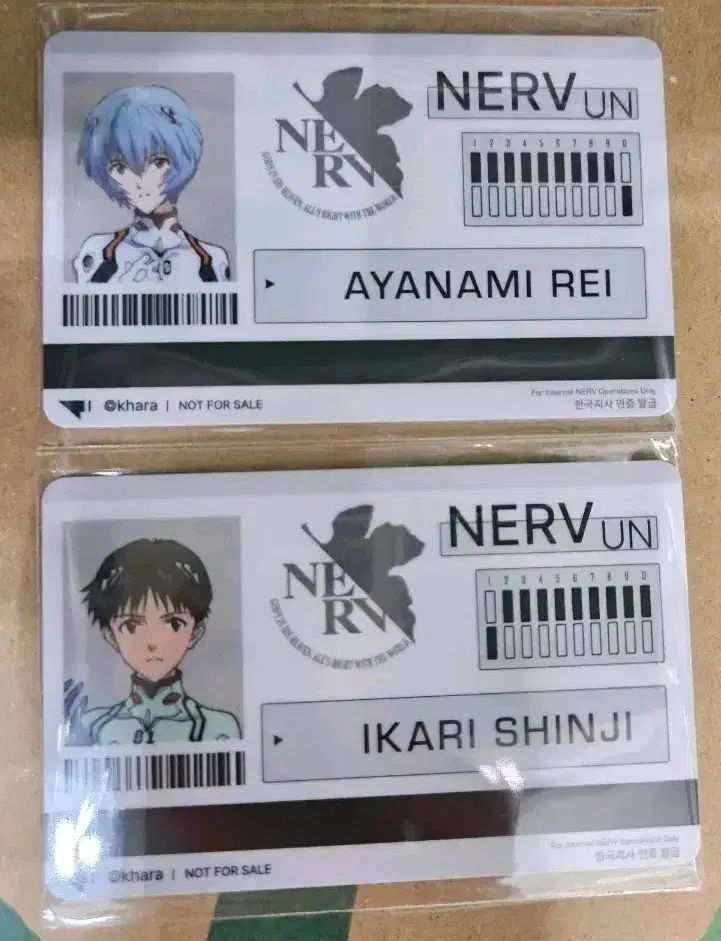 NERV UN
NERV
GOD'S IN HIS HEAVEN. ALL'S RIGHT WITH THE WORLD
1 2 3 4 5 6 7 8 9 0
AYANAMI REI
©khara | NOT FOR SALE
For Internal NERV Operations Only
한국지사 인증 발급
NERV UN
NERV
GOD'S IN HIS HEAVEN. ALL'S RIGHT WITH THE WORLD
1 2 3 4 5 6 7 8 9 0
01
IKARI SHINJI
©khara | NOT FOR SALE
For Internal NERV Operations Only
한국지사 인증 발급